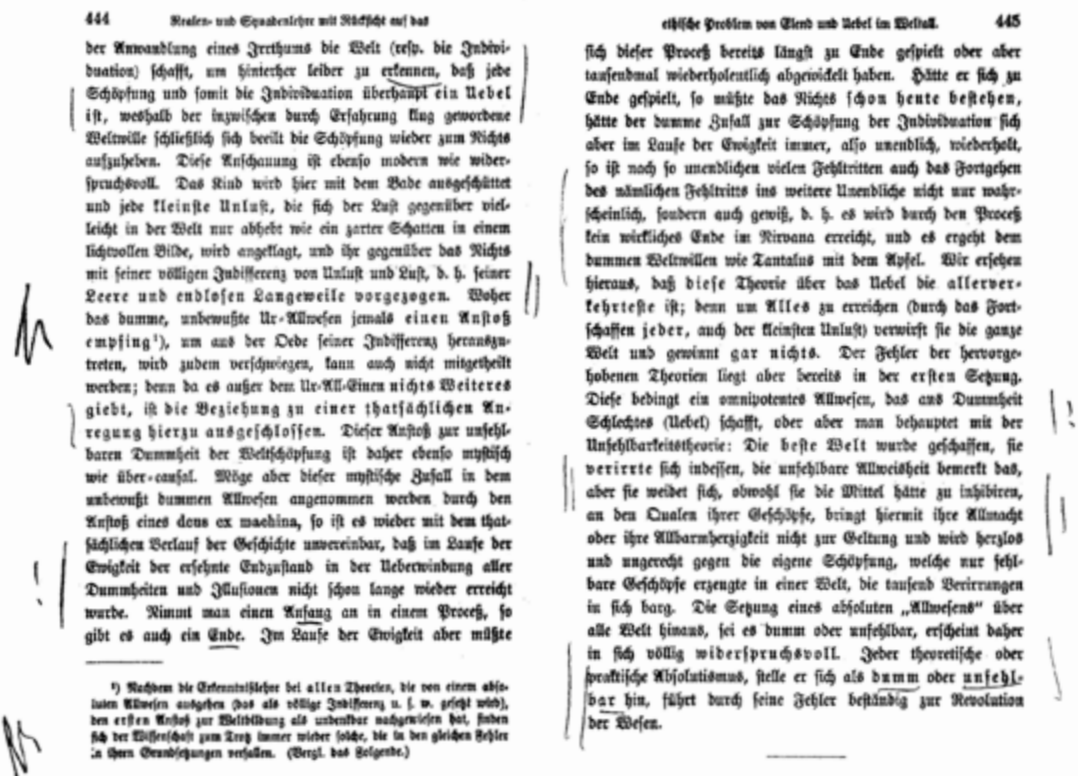 444 Realen- und Synadenlehre mit Rücksicht auf das
der Anwandlung eines Irrthums die Welt (resp. die Indivi-
duation) schafft, um hinterher leider zu erkennen, daß jede
Schöpfung und somit die Individuation überhaupt ein Uebel
ist, weshalb der inzwischen durch Erfahrung klug gewordene
Weltwille schließlich sich beeilt die Schöpfung wieder zum Nichts
aufzuheben. Diese Anschauung ist ebenso modern wie wider-
spruchsvoll. Das Kind wird hier mit dem Bade ausgeschüttet
und jede kleinste Unlust, die sich der Lust gegenüber viel-
leicht in der Welt nur abhebt wie ein zarter Schatten in einem
lichtvollen Bilde, wird angeklagt, und ihr gegenüber das Nichts
mit seiner völligen Indifferenz von Unlust und Lust, d. h. seiner
Leere und endlosen Langeweile vorgezogen. Woher
das dumme, unbewußte Ur-Allwesen jemals einen Anstoß
empfing¹), um aus der Oede seiner Indifferenz herauszu-
treten, wird zudem verschwiegen, kann auch nicht mitgetheilt
werden; denn da es außer dem Ur-All-Einen nichts Weiteres
giebt, ist die Beziehung zu einer thatsächlichen An-
regung hierzu ausgeschlossen. Dieser Anstoß zur unfehl-
baren Dummheit der Weltschöpfung ist daher ebenso mystisch
wie über-causal. Möge aber dieser mystische Zufall in dem
unbewußt dummen Allwesen angenommen werden durch den
Anstoß eines deus ex machina, so ist es wieder mit dem that-
sächlichen Verlauf der Geschichte unvereinbar, daß im Laufe der
Ewigkeit der ersehnte Endzustand in der Ueberwindung aller
Dummheiten und Illusionen nicht schon lange wieder erreicht
wurde. Nimmt man einen Anfang an in einem Proceß, so
gibt es auch ein Ende. Im Laufe der Ewigkeit aber müßte
¹) Nachdem die Erkenntnißlehre bei allen Theorien, die von einem abso-
luten Allwesen ausgehen (das als völlige Indifferenz u. s. w. gesetzt wird),
den ersten Anstoß zur Weltbildung als undenkbar nachgewiesen hat, finden
sich der Wissenschaft zum Trotz immer wieder solche, die in den gleichen Fehler
in ihren Grundsetzungen verfallen. (Vergl. das Folgende.)
ethische Problem von Elend und Uebel im Weltall. 445
sich dieser Proceß bereits längst zu Ende gespielt oder aber
tausendmal wiederholentlich abgewickelt haben. Hätte er sich zu
Ende gespielt, so müßte das Nichts schon heute bestehen,
hätte der dumme Zufall zur Schöpfung der Individuation sich
aber im Laufe der Ewigkeit immer, also unendlich, wiederholt,
so ist nach so unendlichen vielen Fehltritten auch das Fortgehen
des nämlichen Fehltritts ins weitere Unendliche nicht nur wahr-
scheinlich, sondern auch gewiß, d. h. es wird durch den Proceß
kein wirkliches Ende im Nirvana erreicht, und es ergeht dem
dummen Weltwillen wie Tantalus mit dem Apfel. Wir ersehen
hieraus, daß diese Theorie über das Uebel die allerver-
kehrteste ist; denn um Alles zu erreichen (durch das Fort-
schaffen jeder, auch der kleinsten Unlust) verwirft sie die ganze
Welt und gewinnt gar nichts. Der Fehler der hervorge-
hobenen Theorien liegt aber bereits in der ersten Setzung.
Diese bedingt ein omnipotentes Allwesen, das aus Dummheit
Schlechtes (Uebel) schafft, oder aber man behauptet mit der
Unfehlbarkeitstheorie: Die beste Welt wurde geschaffen, sie
verirrte sich indessen, die unfehlbare Allweisheit bemerkt das,
aber sie weidet sich, obwohl sie die Mittel hätte zu inhibiren,
an den Qualen ihrer Geschöpfe, bringt hiermit ihre Allmacht
oder ihre Allbarmherzigkeit nicht zur Geltung und wird herzlos
und ungerecht gegen die eigene Schöpfung, welche nur fehl-
bare Geschöpfe erzeugte in einer Welt, die tausend Verirrungen
in sich barg. Die Setzung eines absoluten „Allwesens“ über
alle Welt hinaus, sei es dumm oder unfehlbar, erscheint daher
in sich völlig widerspruchsvoll. Jeder theoretische oder
praktische Absolutismus, stelle er sich als dumm oder unfehl-
bar hin, führt durch seine Fehler beständig zur Revolution
der Wesen.